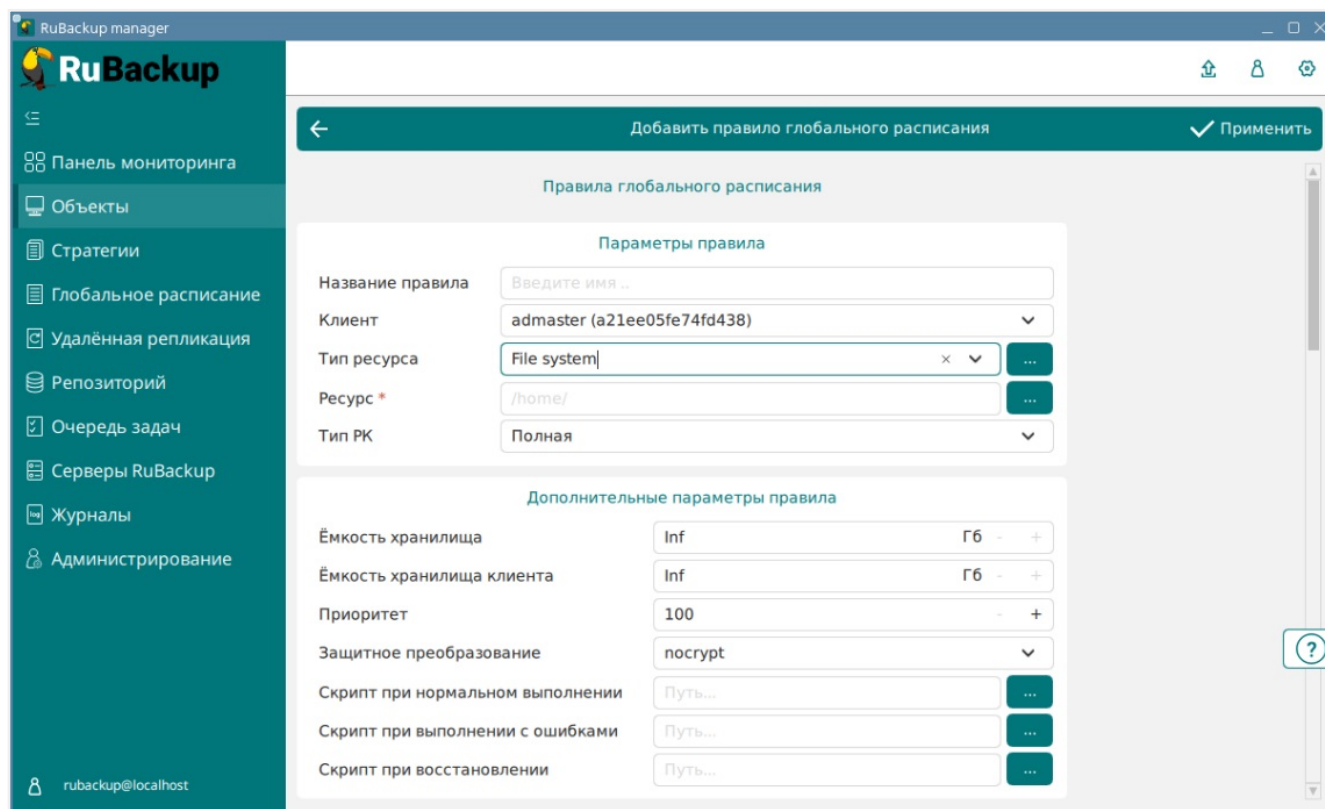 RuBackup manager
RuBackup
Панель мониторинга
Объекты
Стратегии
Глобальное расписание
Удалённая репликация
Репозиторий
Очередь задач
Серверы RuBackup
Журналы
Администрирование
rubackup@localhost
Добавить правило глобального расписания
Применить
Правила глобального расписания
Параметры правила
Название правила Введите имя ..
Клиент admaster (a21ee05fe74fd438)
Тип ресурса File system ...
Ресурс * /home/ ...
Тип РК Полная
Дополнительные параметры правила
Ёмкость хранилища Inf Гб - +
Ёмкость хранилища клиента Inf Гб - +
Приоритет 100 - +
Защитное преобразование nocrypt
Скрипт при нормальном выполнении Путь... ...
Скрипт при выполнении с ошибками Путь... ...
Скрипт при восстановлении Путь... ...
?